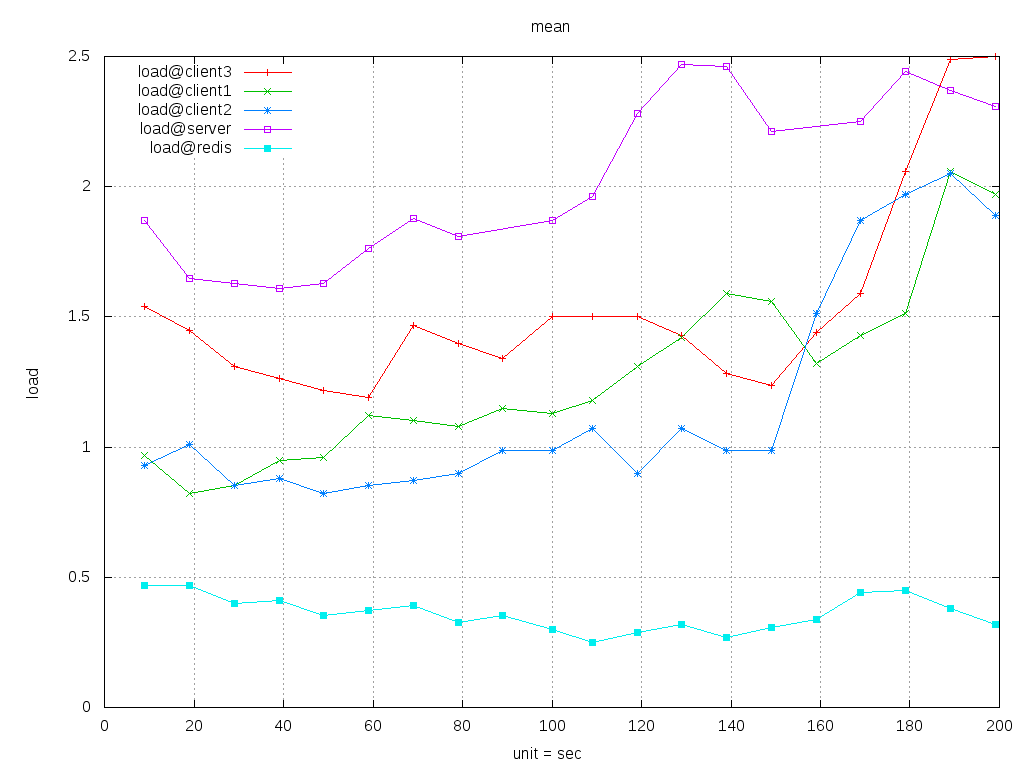 mean
2.5
load@client3
load@client1
load@client2
load@server
load@redis
2
1.5
load
1
0.5
0
0 20 40 60 80 100 120 140 160 180 200
unit = sec